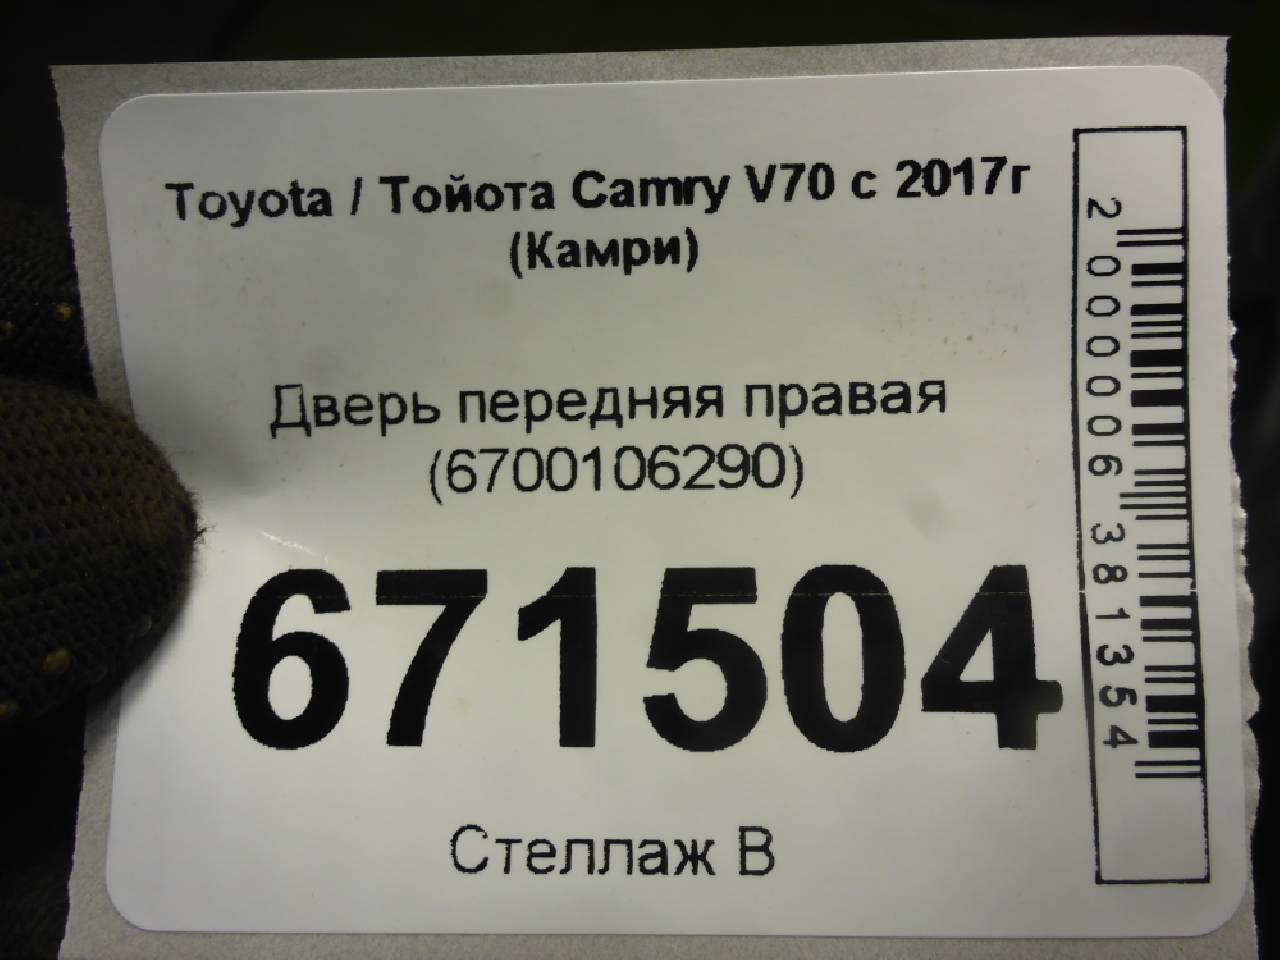 Toyota / Тойота Camry V70 с 2017г
(Камри)
Дверь передняя правая
(6700106290)
671504
Стеллаж В
2000006381354